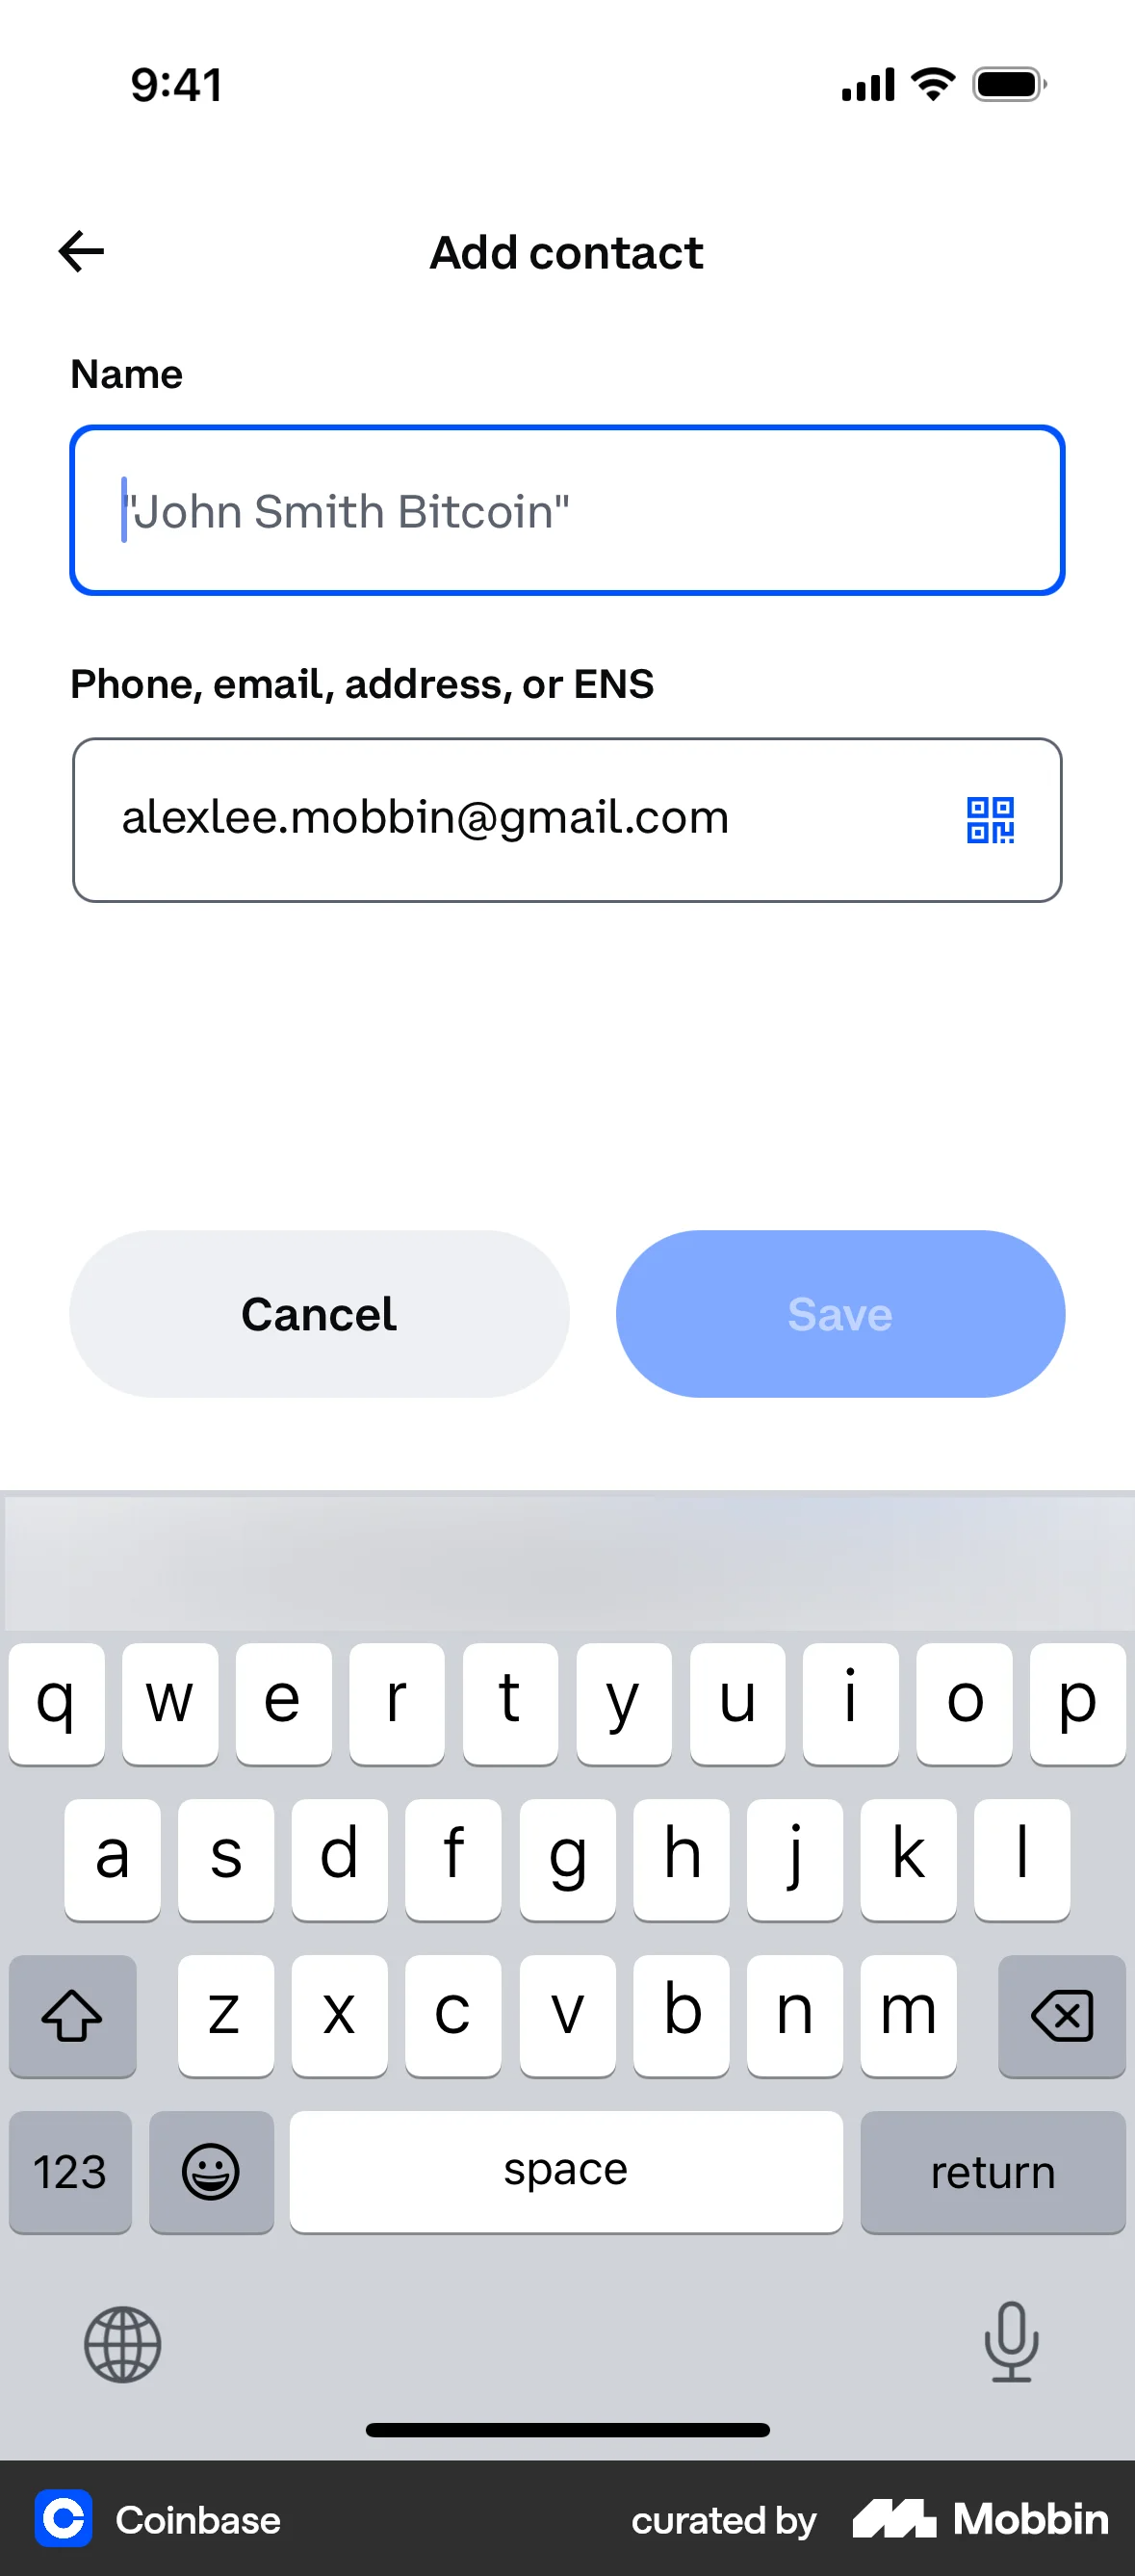 9:41
Add contact
Name
"John Smith Bitcoin"
Phone, email, address, or ENS
alexlee.mobbin@gmail.com
Cancel Save
q w e r t y u i o p
a s d f g h j k l
z x c v b n m
123 space return
Coinbase curated by Mobbin